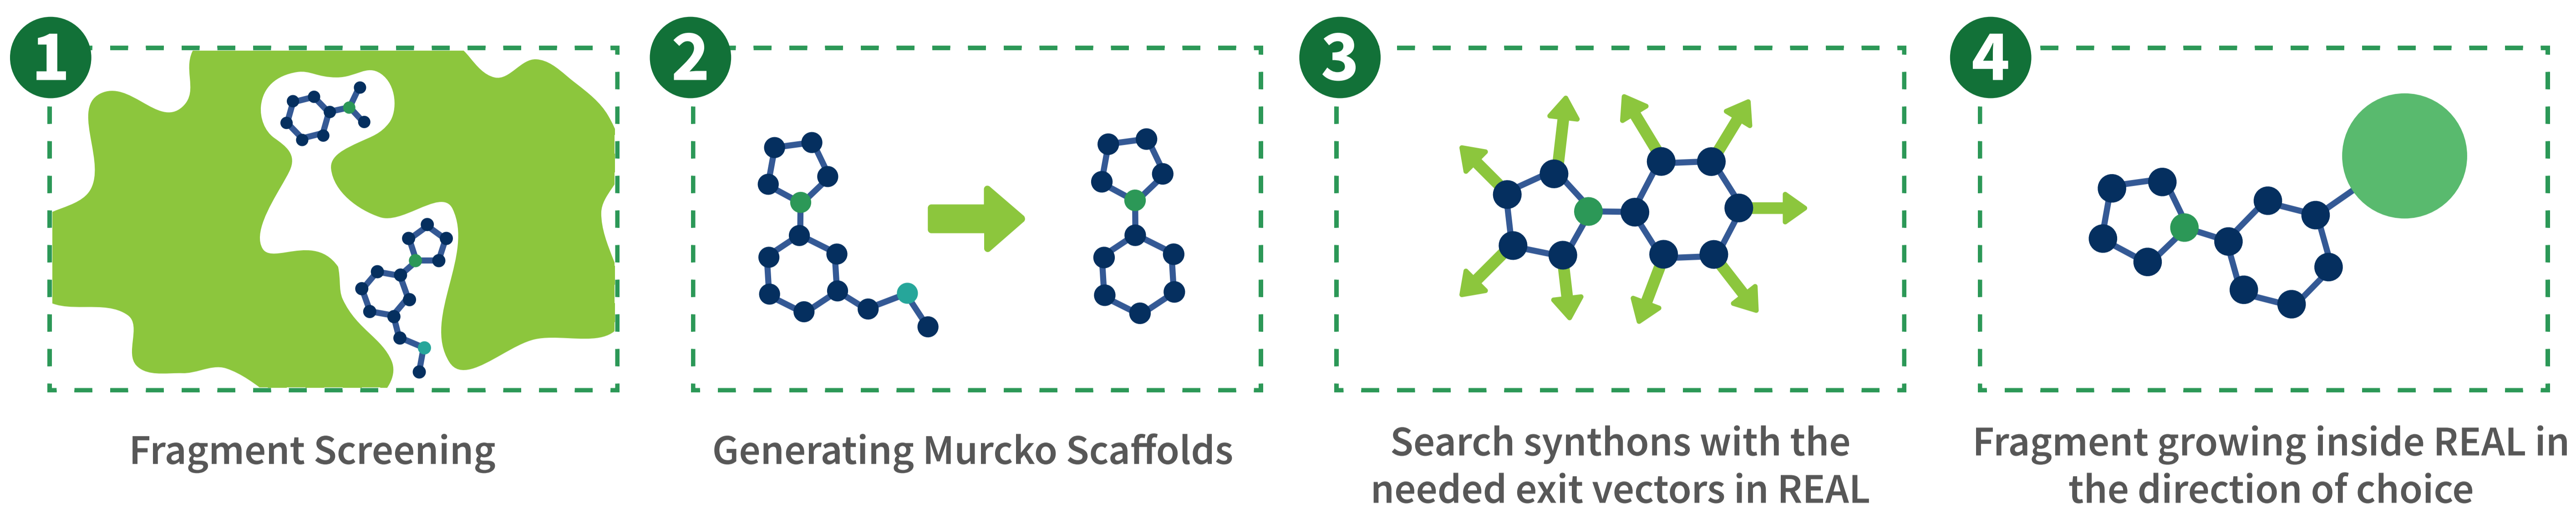 1
Fragment Screening
2
Generating Murcko Scaffolds
3
Search synthons with the
needed exit vectors in REAL
4
Fragment growing inside REAL in
the direction of choice